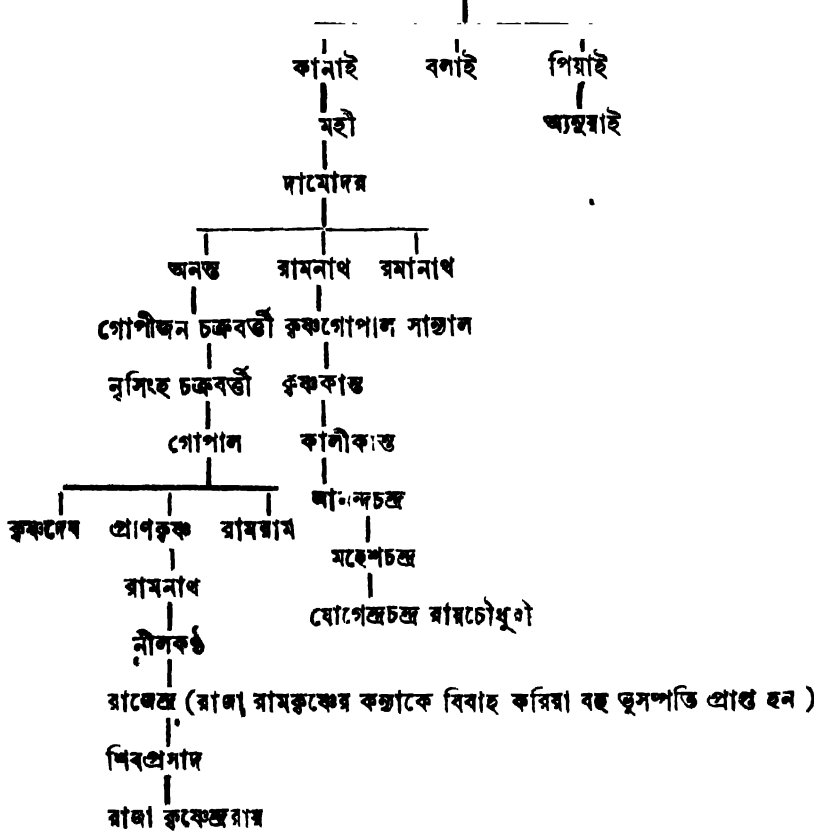 কানাই বলাই পিয়াই
মহী
দামোদর
অনন্ত রামনাথ রমানাথ
গোপীজন চক্রবর্ত্তী কৃষ্ণগোপাল সান্যাল
নৃসিংহ চক্রবর্ত্তী কৃষ্ণকান্ত
গোপাল কালীকান্ত
আনন্দচন্দ্র
কৃষ্ণদেব প্রাণকৃষ্ণ রামরাম
মহেশচন্দ্র
রামনাথ
যোগেন্দ্রচন্দ্র রায়চৌধুরী
নীলকণ্ঠ
রাজেন্দ্র (রাজা রামকৃষ্ণের কন্যাকে বিবাহ করিয়া বহু ভূসম্পত্তি প্রাপ্ত হন )
শিবপ্রসাদ
রাজা কৃষ্ণেন্দ্ররায়